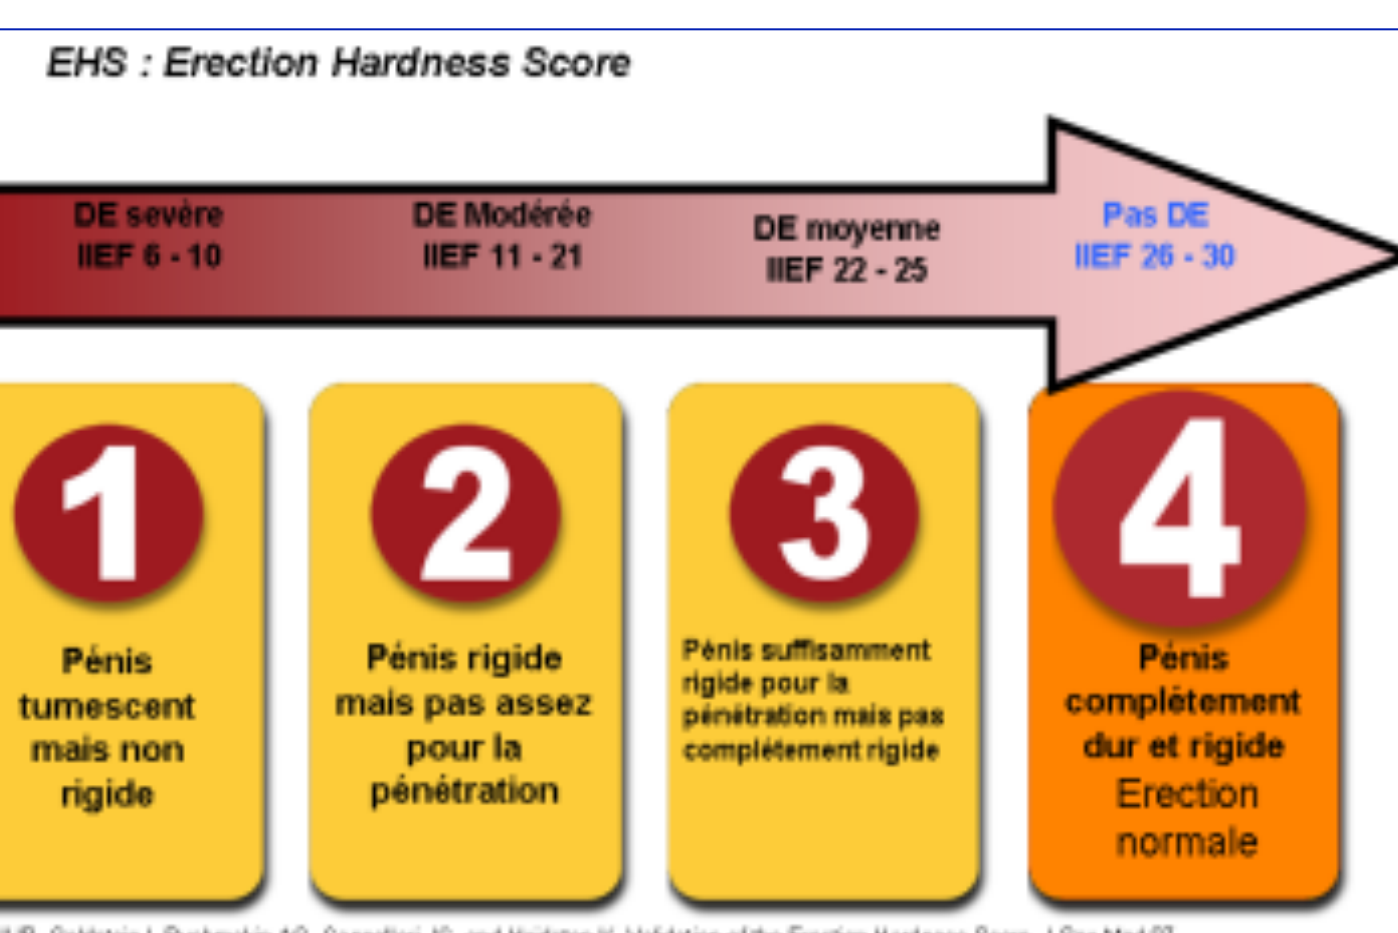 EHS : Erection Hardness Score
DE sevère
IIEF 6 - 10
DE Modérée
IIEF 11 - 21
DE moyenne
IIEF 22 - 25
Pas DE
IIEF 26 - 30
1
Pénis
tumescent
mais non
rigide
2
Pénis rigide
mais pas assez
pour la
pénétration
3
Pénis suffisamment
rigide pour la
pénétration mais pas
complétement rigide
4
Pénis
complétement
dur et rigide
Erection
normale